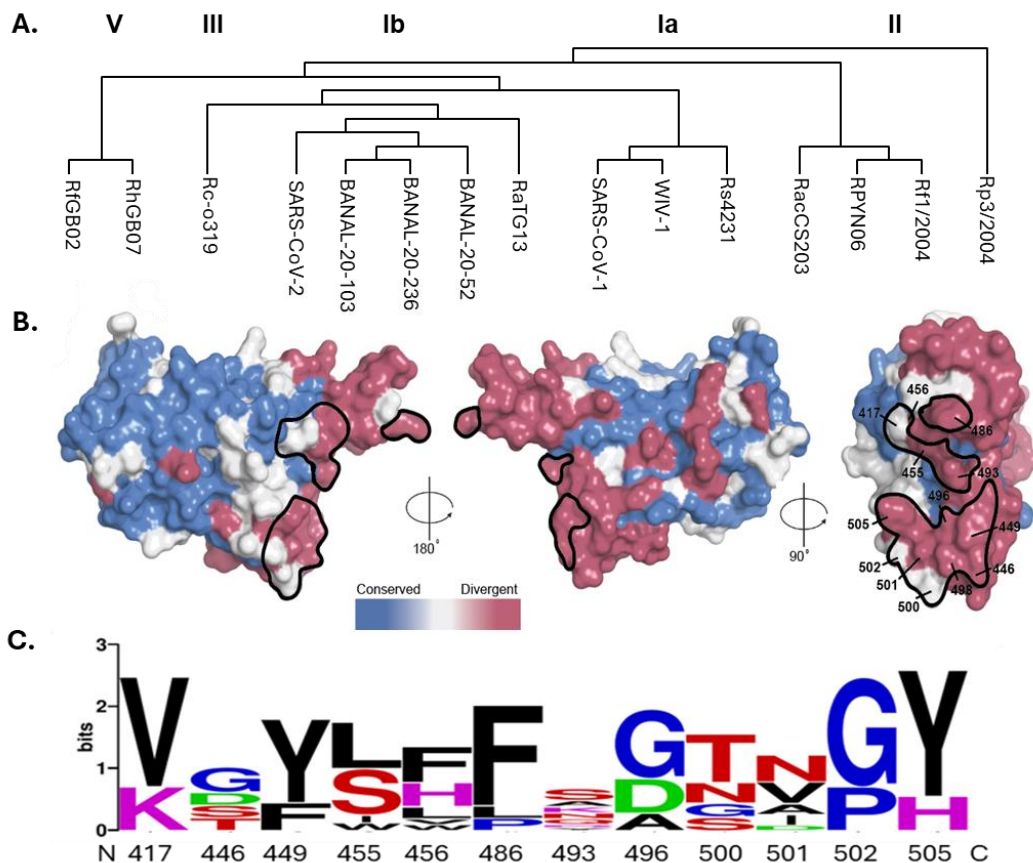 A. V III Ib Ia II
RfGB02
RhGB07
Rc-o319
SARS-CoV-2
BANAL-20-103
BANAL-20-236
BANAL-20-52
RaTG13
SARS-CoV-1
WIV-1
Rs4231
RacCS203
RPYN06
Rf1/2004
Rp3/2004
B.
456
417
486
455
493
496
505
449
502
501
446
498
500
180°
90°
Conserved Divergent
C.
3
2
1
0
bits
V K
G D S T
Y F
L S I W
F H L V
F L P
S A K
G D A
T N G S
N V A I D
G P
Y H
N 417 446 449 455 456 486 493 496 500 501 502 505 C